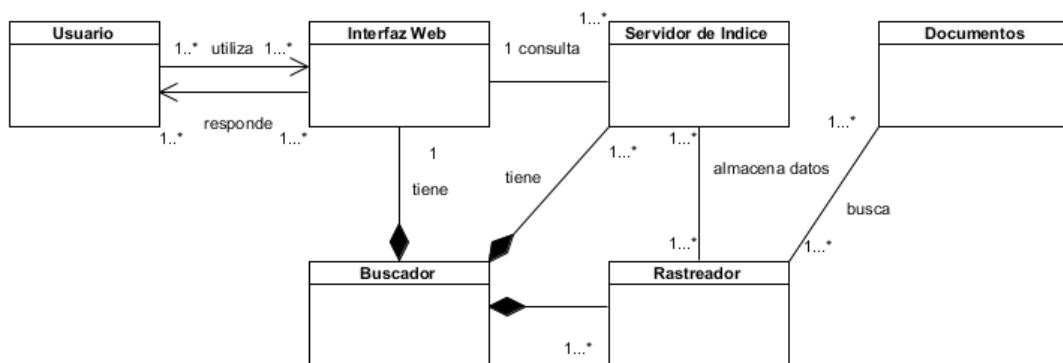 Usuario
1..* utiliza 1...*
Interfaz Web
1 consulta
1...*
Servidor de Indice
Documentos
1..*
responde
1...*
1
tiene
tiene
1...*
1...*
almacena datos
1...*
1...*
busca
1...*
Buscador
Rastreador
1...*